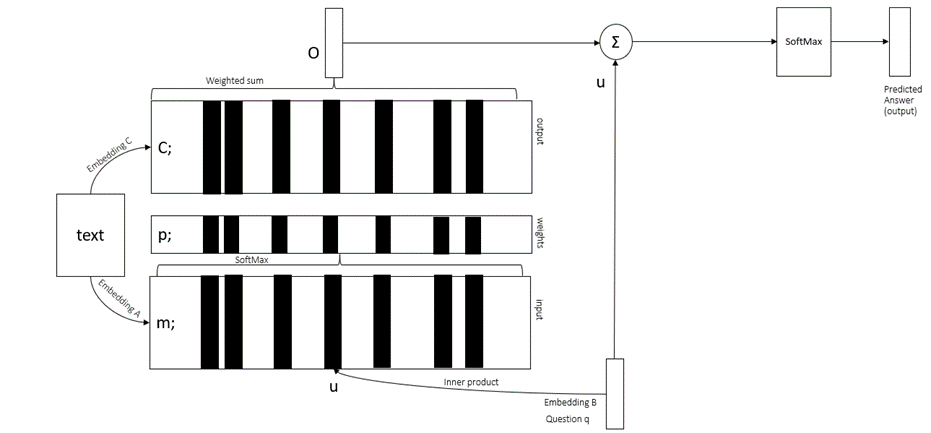 O
Σ
SoftMax
u
Predicted
Answer
(output)
Weighted sum
output
Embedding C
C;
text
p;
weights
SoftMax
Embedding A
m;
input
u
Inner product
Embedding B
Question q